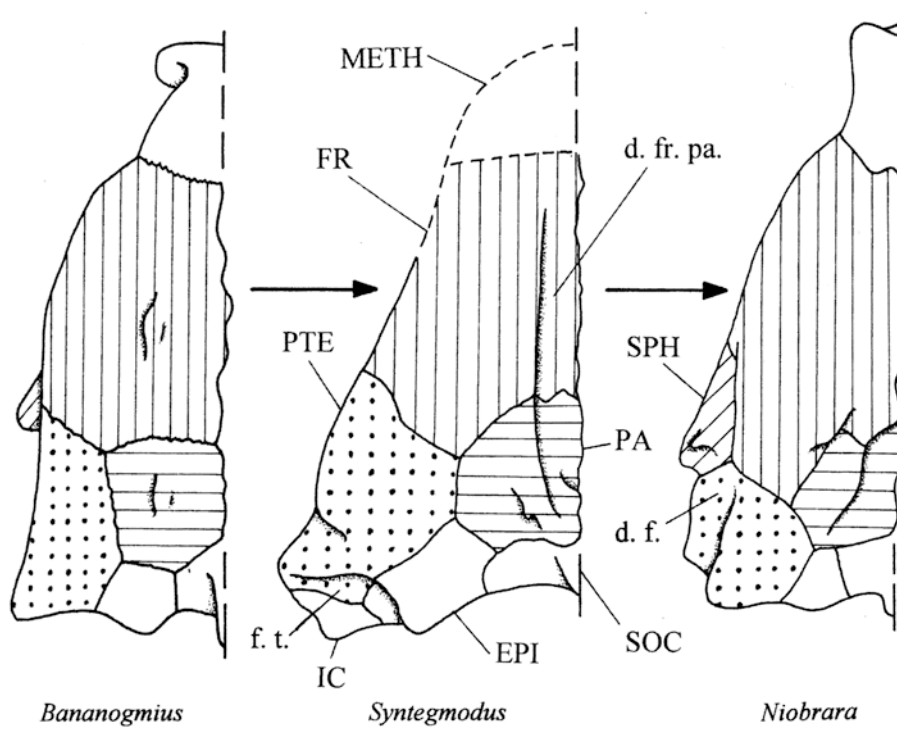 METH
FR
d. fr. pa.
PTE
SPH
PA
d. f.
f. t.
IC
EPI
SOC
Bananogmius
Syntegmodus
Niobrara